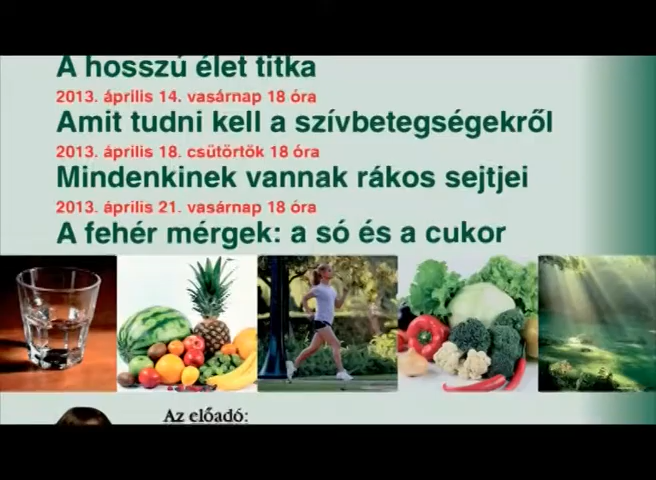 A hosszú élet titka
2013. április 14. vasárnap 18 óra
Amit tudni kell a szívbetegségekről
2013. április 18. csütörtök 18 óra
Mindenkinek vannak rákos sejtjei
2013. április 21. vasárnap 18 óra
A fehér mérgek: a só és a cukor
Az előadó: